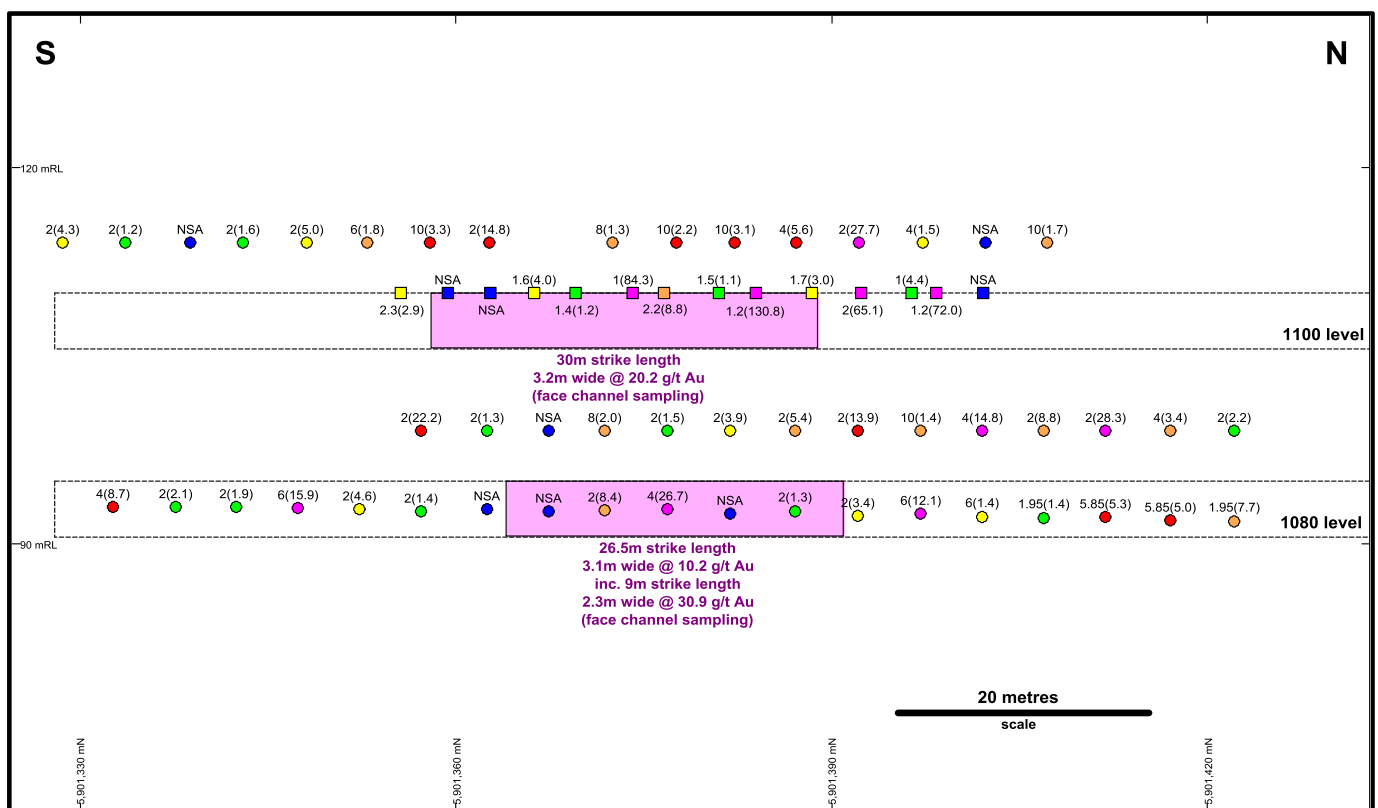 S
N
120 mRL
2(4.3) 2(1.2) NSA 2(1.6) 2(5.0) 6(1.8) 10(3.3) 2(14.8) 8(1.3) 10(2.2) 10(3.1) 4(5.6) 2(27.7) 4(1.5) NSA 10(1.7)
NSA 1.6(4.0) 1(84.3) 1.5(1.1) 1.7(3.0) 1(4.4) NSA
2.3(2.9) NSA 1.4(1.2) 2.2(8.8) 1.2(130.8) 2(65.1) 1.2(72.0)
1100 level
30m strike length
3.2m wide @ 20.2 g/t Au
(face channel sampling)
2(22.2) 2(1.3) NSA 8(2.0) 2(1.5) 2(3.9) 2(5.4) 2(13.9) 10(1.4) 4(14.8) 2(8.8) 2(28.3) 4(3.4) 2(2.2)
4(8.7) 2(2.1) 2(1.9) 6(15.9) 2(4.6) 2(1.4) NSA NSA 2(8.4) 4(26.7) NSA 2(1.3) 2(3.4) 6(12.1) 6(1.4) 1.95(1.4) 5.85(5.3) 5.85(5.0) 1.95(7.7)
1080 level
90 mRL
26.5m strike length
3.1m wide @ 10.2 g/t Au
inc. 9m strike length
2.3m wide @ 30.9 g/t Au
(face channel sampling)
20 metres
scale
5,901,330 mN
5,901,360 mN
5,901,390 mN
5,901,420 mN